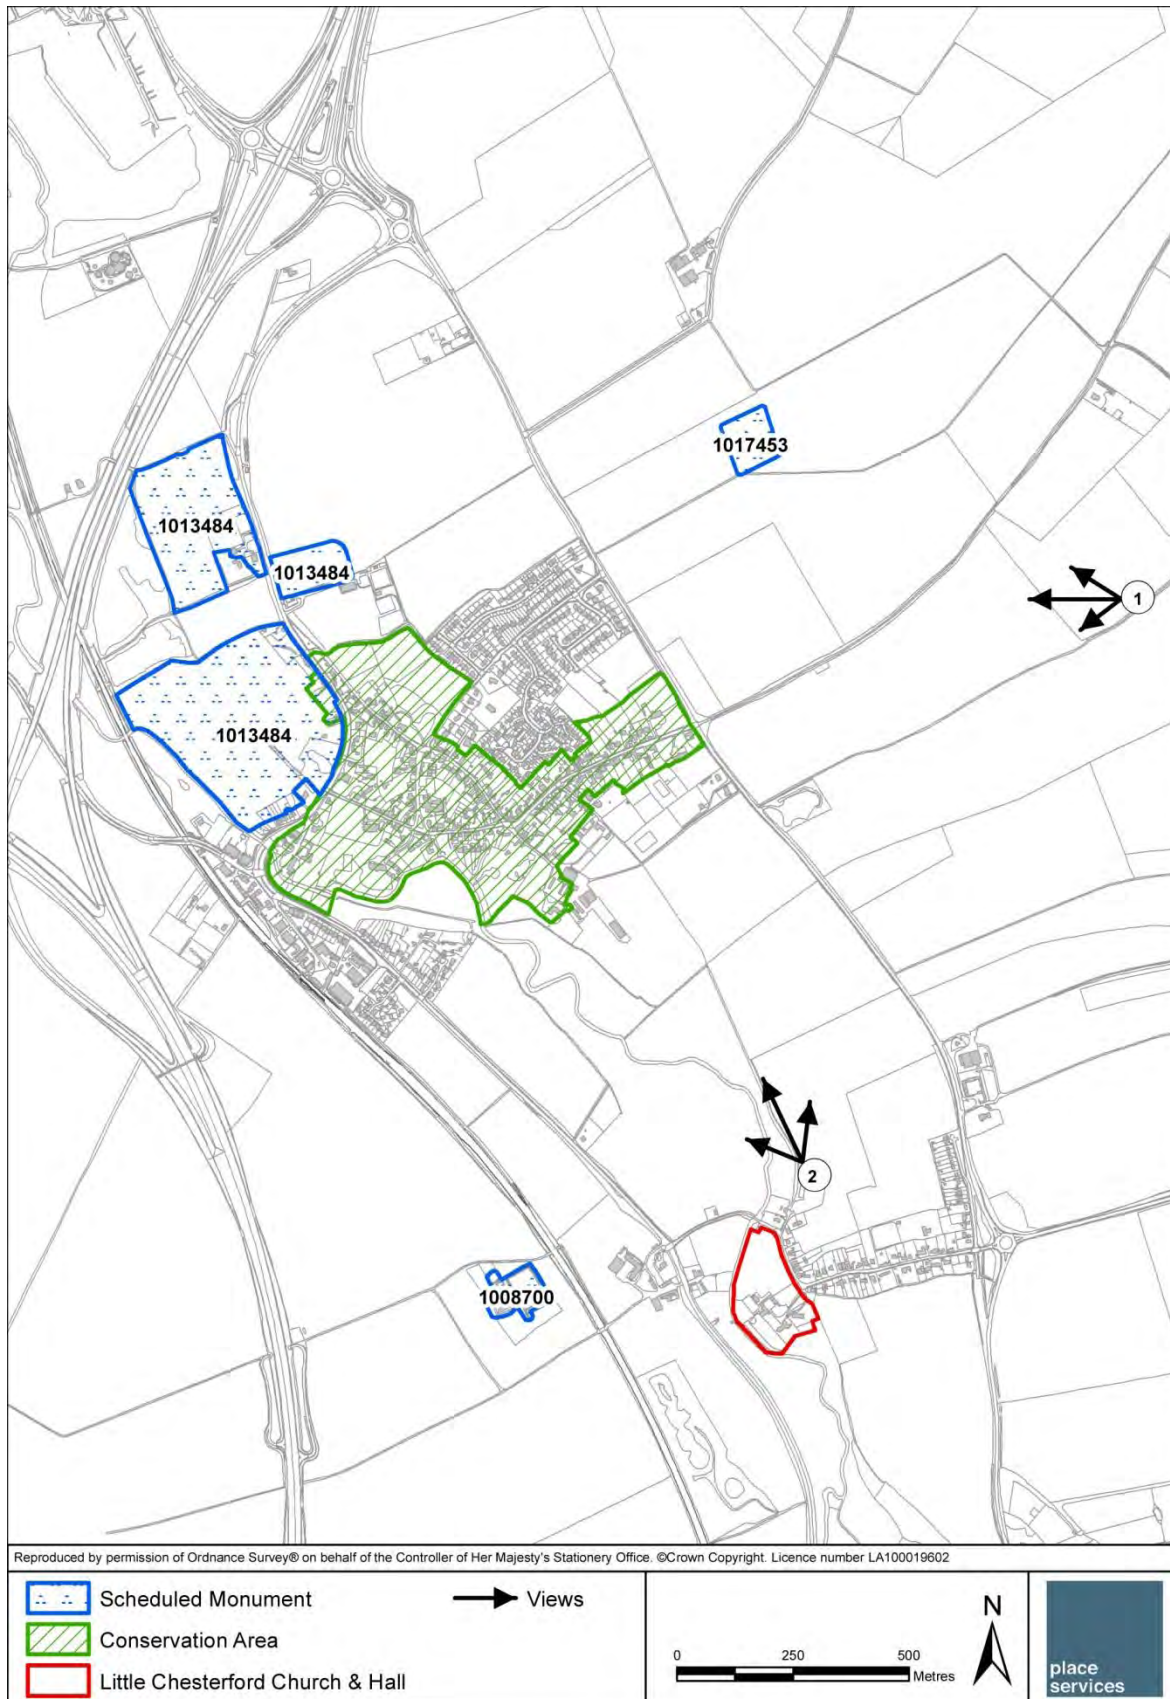 1017453
1013484
1013484
1
1013484
2
1008700
Reproduced by permission of Ordnance Survey® on behalf of the Controller of Her Majesty's Stationery Office. ©Crown Copyright. Licence number LA100019602
Scheduled Monument
Views
Conservation Area
Little Chesterford Church & Hall
0 250 500
Metres
N
place
services